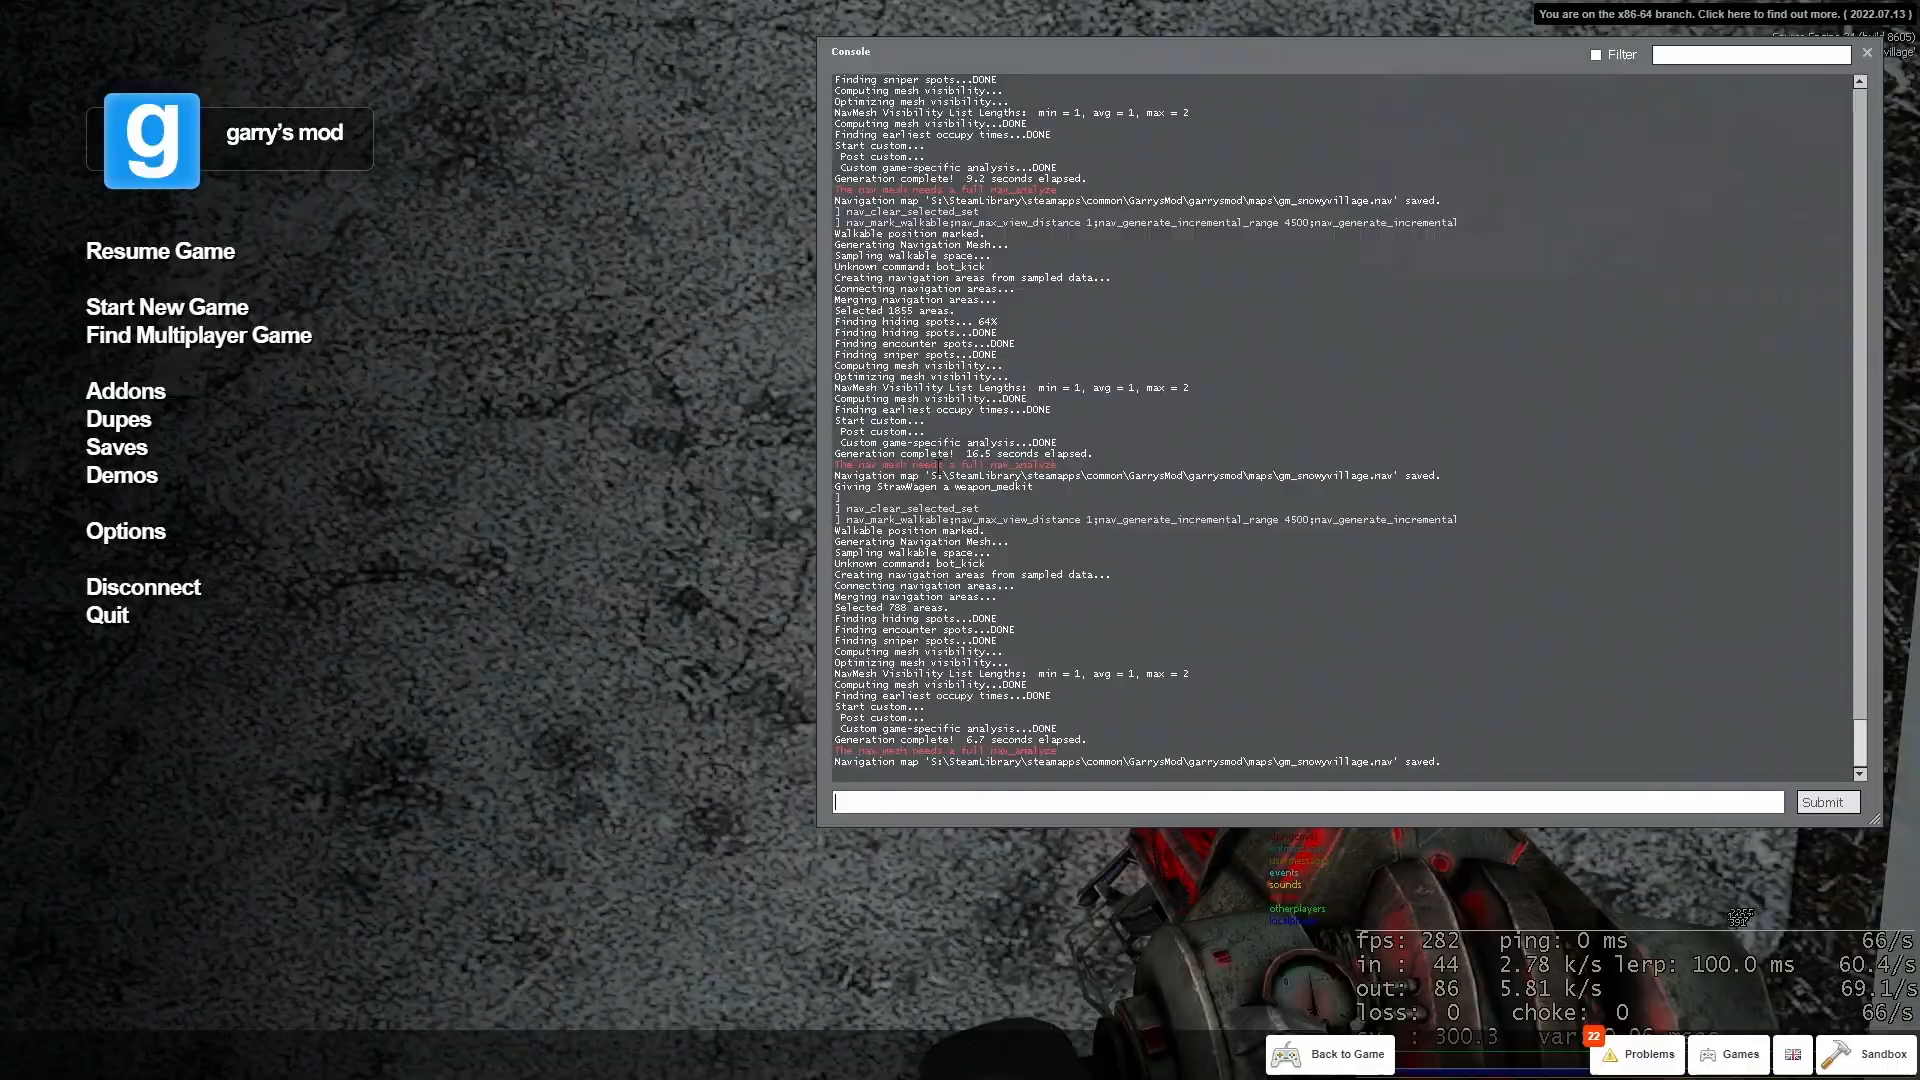 You are on the x86-64 branch. Click here to find out more. ( 2022.07.13 )
g
garry's mod
Resume Game
Start New Game
Find Multiplayer Game
Addons
Dupes
Saves
Demos
Options
Disconnect
Quit
Console
Filter
Finding sniper spots...DONE
Computing mesh visibility...
Optimizing mesh visibility...
NavMesh Visibility List Lengths:  min = 1, avg = 1, max = 2
Computing mesh visibility...DONE
Finding earliest occupy times...DONE
Start custom...
Post custom...
Custom game-specific analysis...DONE
Generation complete!  9.2 seconds elapsed.
The nav mesh needs a full nav_analyze
Navigation map 'S:\SteamLibrary\steamapps\common\GarrysMod\garrysmod\maps\gm_snowyvillage.nav' saved.
] nav_clear_selected_set
] nav_mark_walkable;nav_max_view_distance 1;nav_generate_incremental_range 4500;nav_generate_incremental
Walkable position marked.
Generating Navigation Mesh...
Sampling walkable space...
Unknown command: bot_kick
Creating navigation areas from sampled data...
Connecting navigation areas...
Merging navigation areas...
Selected 1855 areas.
Finding hiding spots... 64%
Finding hiding spots...DONE
Finding encounter spots...DONE
Finding sniper spots...DONE
Computing mesh visibility...
Optimizing mesh visibility...
NavMesh Visibility List Lengths:  min = 1, avg = 1, max = 2
Computing mesh visibility...DONE
Finding earliest occupy times...DONE
Start custom...
Post custom...
Custom game-specific analysis...DONE
Generation complete!  16.5 seconds elapsed.
The nav mesh needs a full nav_analyze
Navigation map 'S:\SteamLibrary\steamapps\common\GarrysMod\garrysmod\maps\gm_snowyvillage.nav' saved.
Giving StrawWagen a weapon_medkit
]
] nav_clear_selected_set
] nav_mark_walkable;nav_max_view_distance 1;nav_generate_incremental_range 4500;nav_generate_incremental
Walkable position marked.
Generating Navigation Mesh...
Sampling walkable space...
Unknown command: bot_kick
Creating navigation areas from sampled data...
Connecting navigation areas...
Merging navigation areas...
Selected 788 areas.
Finding hiding spots...DONE
Finding encounter spots...DONE
Finding sniper spots...DONE
Computing mesh visibility...
Optimizing mesh visibility...
NavMesh Visibility List Lengths:  min = 1, avg = 1, max = 2
Computing mesh visibility...DONE
Finding earliest occupy times...DONE
Start custom...
Post custom...
Custom game-specific analysis...DONE
Generation complete!  6.7 seconds elapsed.
The nav mesh needs a full nav_analyze
Navigation map 'S:\SteamLibrary\steamapps\common\GarrysMod\garrysmod\maps\gm_snowyvillage.nav' saved.
Submit
events
sounds
otherplayers
fps: 282 ping: 0 ms 66/s
in : 44 2.78 k/s lerp: 100.0 ms 60.4/s
out: 86 5.81 k/s 69.1/s
loss: 0 choke: 0 66/s
: 300.3 var
22
Back to Game
Problems
Games
Sandbox